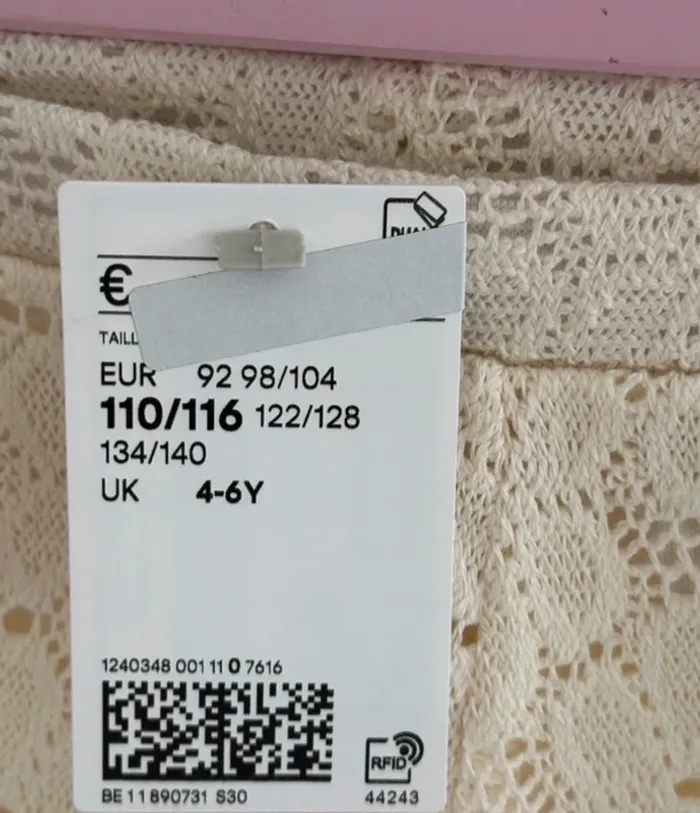 €
EUR 92 98/104
110/116 122/128
134/140
UK 4-6Y
1240348 001 11 0 7616
RFID
BE 11 890731 S30
44243